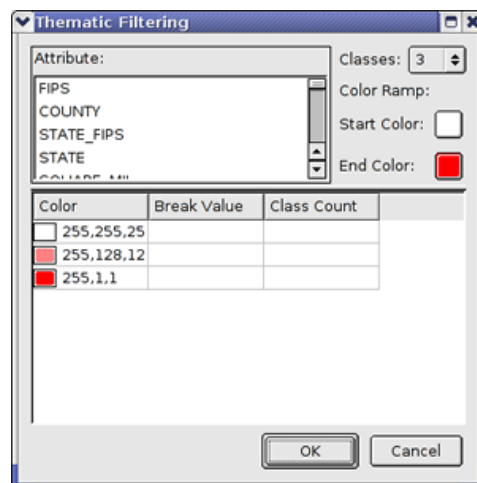 Thematic Filtering
Attribute:
FIPS
COUNTY
STATE_FIPS
STATE
Classes: 3
Color Ramp:
Start Color:
End Color:
Color Break Value Class Count
255,255,25
255,128,12
255,1,1
OK Cancel